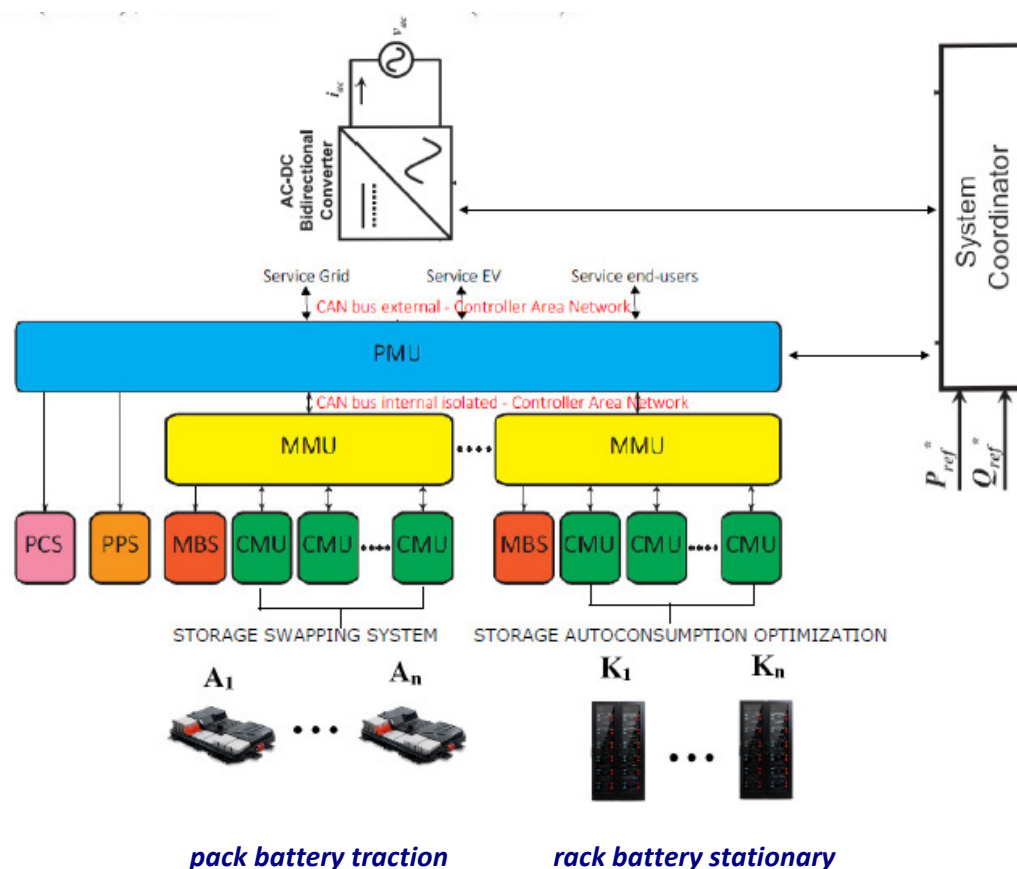 v_ac
i_ac
AC-DC
Bidirectional
Converter
System
Coordinator
Service Grid
Service EV
Service end-users
CAN bus external - Controller Area Network
PMU
CAN bus internal isolated - Controller Area Network
MMU
MMU
P_ref*
Q_ref*
PCS
PPS
MBS
CMU
CMU
CMU
MBS
CMU
CMU
CMU
STORAGE SWAPPING SYSTEM
STORAGE AUTOCONSUMPTION OPTIMIZATION
A₁
Aₙ
K₁
Kₙ
pack battery traction
rack battery stationary